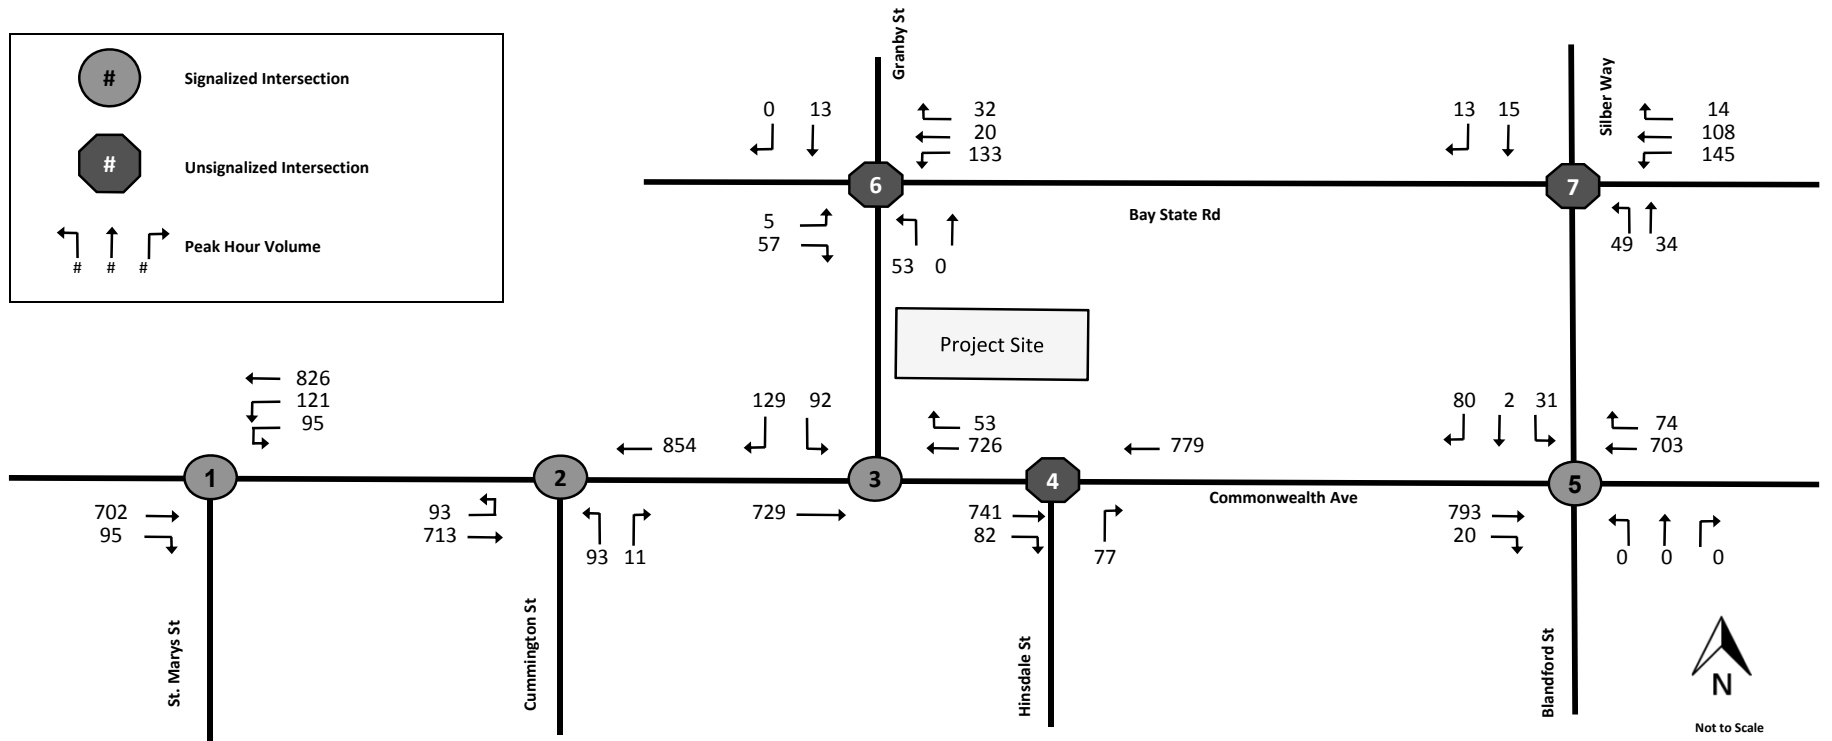 #
Signalized Intersection
#
Unsignalized Intersection
Peak Hour Volume
# # #
Granby St
Silber Way
0 13
32
20
133
6
5
57
53 0
Bay State Rd
13 15
14
108
145
7
49 34
Project Site
826
121
95
1
702
95
St. Marys St
854
2
93
713
93 11
Cummington St
129 92
53
726
3
729
779
4
741
82
77
Hinsdale St
Commonwealth Ave
80 2 31
74
703
5
793
20
0 0 0
Blandford St
N
Not to Scale